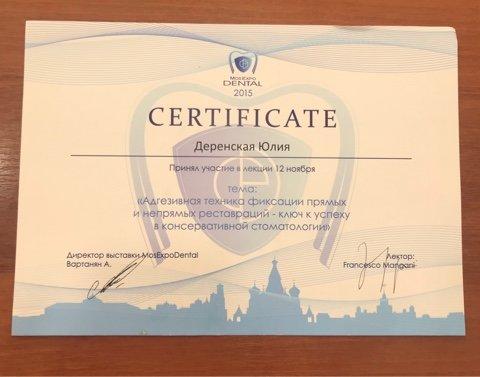 MosExpo
DENTAL
2015
CERTIFICATE
Деренская Юлия
Принял участие в лекции 12 ноября
тема:
«Адгезивная техника фиксации прямых
и непрямых реставраций - ключ к успеху
в консервативной стоматологии»
Директор выставки MosExpoDental
Вартанян А.
Лектор:
Francesco Mangani